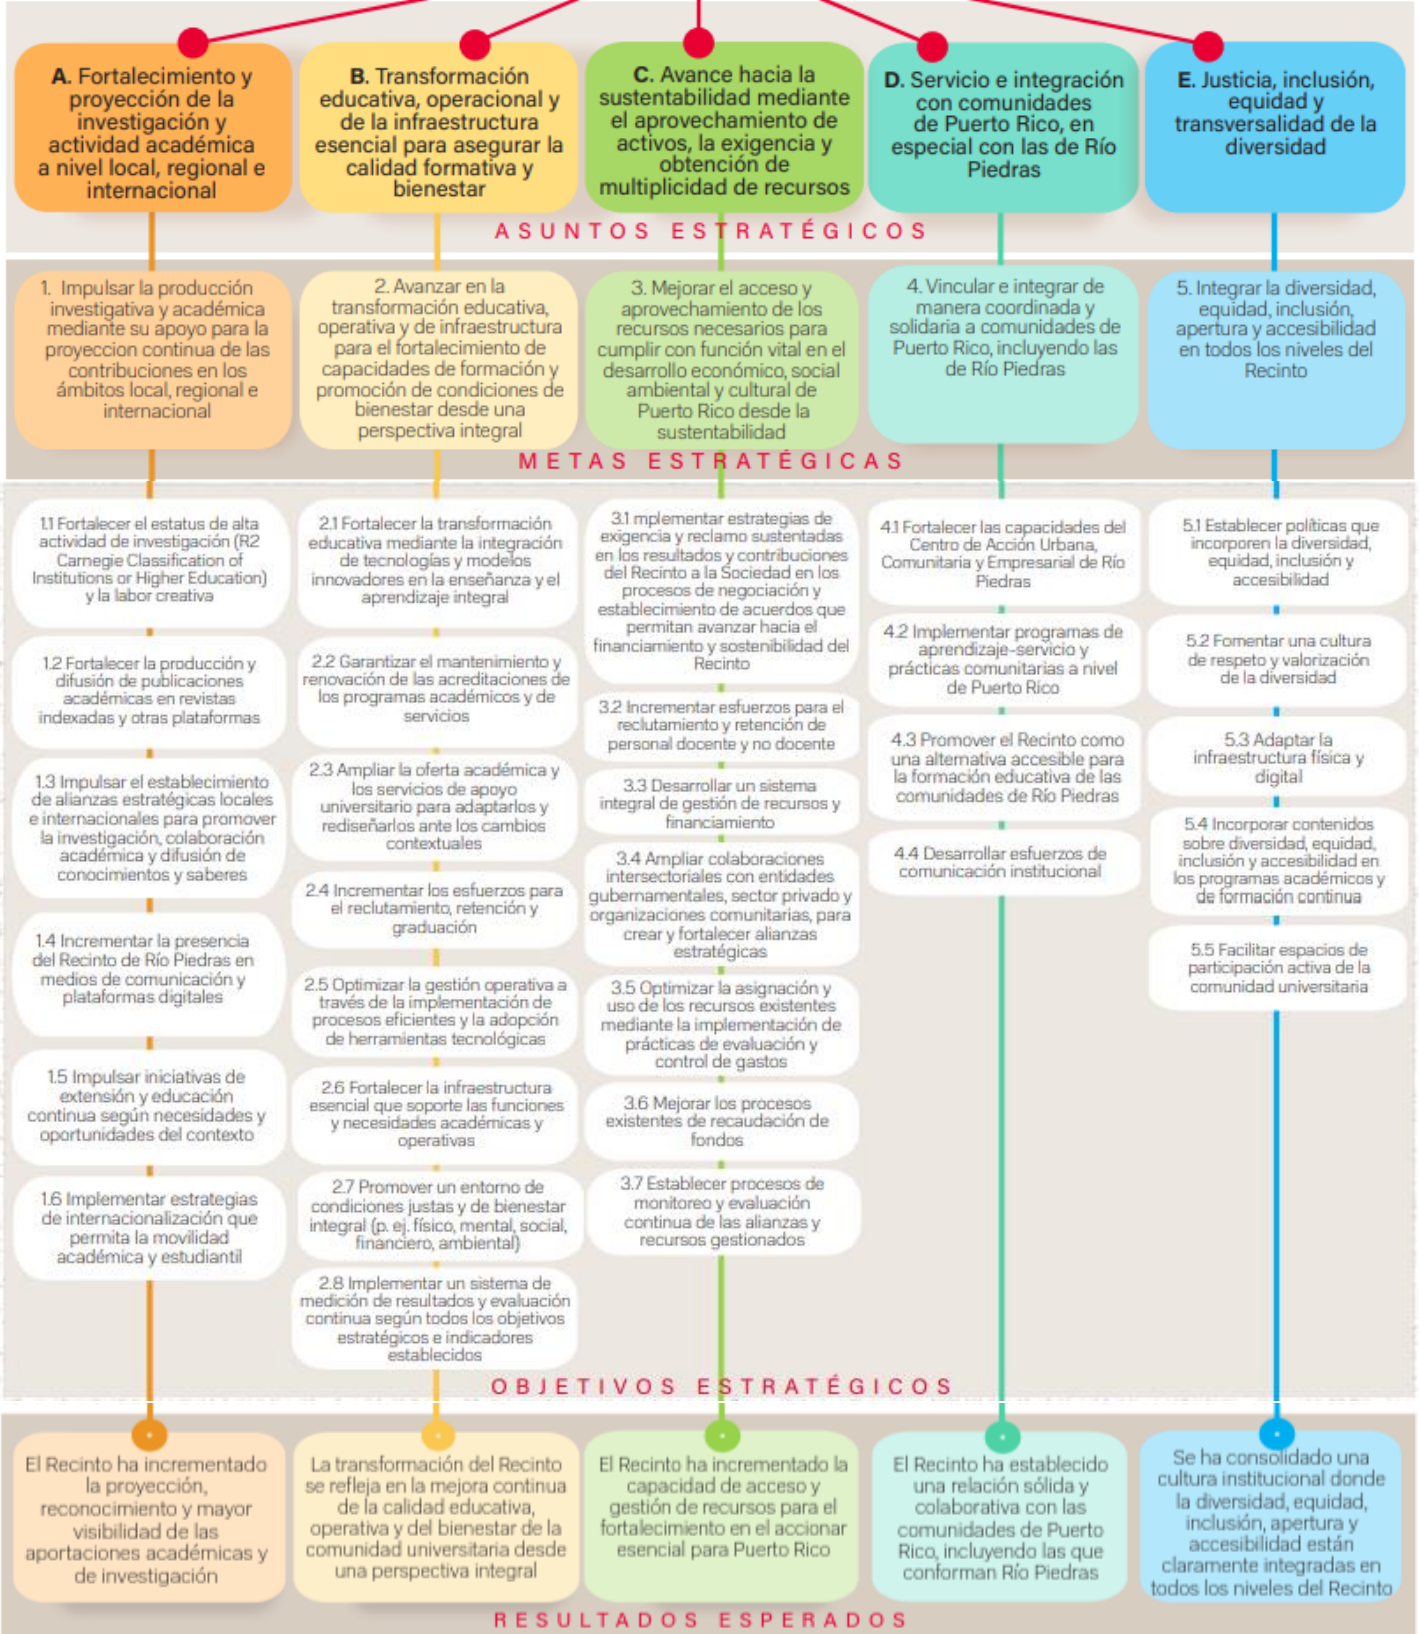 A. Fortalecimiento y
proyección de la
investigación y
actividad académica
a nivel local, regional e
internacional
B. Transformación
educativa, operacional y
de la infraestructura
esencial para asegurar la
calidad formativa y
bienestar
C. Avance hacia la
sustentabilidad mediante
el aprovechamiento de
activos, la exigencia y
obtención de
multiplicidad de recursos
D. Servicio e integración
con comunidades
de Puerto Rico, en
especial con las de Río
Piedras
E. Justicia, inclusión,
equidad y
transversalidad de la
diversidad
ASUNTOS ESTRATÉGICOS
1. Impulsar la producción
investigativa y académica
mediante su apoyo para la
proyeccion continua de las
contribuciones en los
ámbitos local, regional e
internacional
2. Avanzar en la
transformación educativa,
operativa y de infraestructura
para el fortalecimiento de
capacidades de formación y
promoción de condiciones de
bienestar desde una
perspectiva integral
3. Mejorar el acceso y
aprovechamiento de los
recursos necesarios para
cumplir con función vital en el
desarrollo económico, social
ambiental y cultural de
Puerto Rico desde la
sustentabilidad
4. Vincular e integrar de
manera coordinada y
solidaria a comunidades de
Puerto Rico, incluyendo las
de Río Piedras
5. Integrar la diversidad,
equidad, inclusión,
apertura y accesibilidad
en todos los niveles del
Recinto
METAS ESTRATÉGICAS
1.1 Fortalecer el estatus de alta
actividad de investigación (R2
Carnegie Classification of
Institutions or Higher Education)
y la labor creativa
1.2 Fortalecer la producción y
difusión de publicaciones
académicas en revistas
indexadas y otras plataformas
1.3 Impulsar el establecimiento
de alianzas estratégicas locales
e internacionales para promover
la investigación, colaboración
académica y difusión de
conocimientos y saberes
1.4 Incrementar la presencia
del Recinto de Río Piedras en
medios de comunicación y
plataformas digitales
1.5 Impulsar iniciativas de
extensión y educación
continua según necesidades y
oportunidades del contexto
1.6 Implementar estrategias
de internacionalización que
permita la movilidad
académica y estudiantil
2.1 Fortalecer la transformación
educativa mediante la integración
de tecnologías y modelos
innovadores en la enseñanza y el
aprendizaje integral
2.2 Garantizar el mantenimiento y
renovación de las acreditaciones de
los programas académicos y de
servicios
2.3 Ampliar la oferta académica y
los servicios de apoyo
universitario para adaptarlos y
rediseñarlos ante los cambios
contextuales
2.4 Incrementar los esfuerzos para
el reclutamiento, retención y
graduación
2.5 Optimizar la gestión operativa a
través de la implementación de
procesos eficientes y la adopción
de herramientas tecnológicas
2.6 Fortalecer la infraestructura
esencial que soporte las funciones
y necesidades académicas y
operativas
2.7 Promover un entorno de
condiciones justas y de bienestar
integral (p. ej. físico, mental, social,
financiero, ambiental)
2.8 Implementar un sistema de
medición de resultados y evaluación
continua según todos los objetivos
estratégicos e indicadores
establecidos
3.1 mplementar estrategias de
exigencia y reclamo sustentadas
en los resultados y contribuciones
del Recinto a la Sociedad en los
procesos de negociación y
establecimiento de acuerdos que
permitan avanzar hacia el
financiamiento y sostenibilidad del
Recinto
3.2 Incrementar esfuerzos para el
reclutamiento y retención de
personal docente y no docente
3.3 Desarrollar un sistema
integral de gestión de recursos y
financiamiento
3.4 Ampliar colaboraciones
intersectoriales con entidades
gubernamentales, sector privado y
organizaciones comunitarias, para
crear y fortalecer alianzas
estratégicas
3.5 Optimizar la asignación y
uso de los recursos existentes
mediante la implementación de
prácticas de evaluación y
control de gastos
3.6 Mejorar los procesos
existentes de recaudación de
fondos
3.7 Establecer procesos de
monitoreo y evaluación
continua de las alianzas y
recursos gestionados
4.1 Fortalecer las capacidades del
Centro de Acción Urbana,
Comunitaria y Empresarial de Río
Piedras
4.2 Implementar programas de
aprendizaje-servicio y
prácticas comunitarias a nivel
de Puerto Rico
4.3 Promover el Recinto como
una alternativa accesible para
la formación educativa de las
comunidades de Río Piedras
4.4 Desarrollar esfuerzos de
comunicación institucional
5.1 Establecer políticas que
incorporen la diversidad,
equidad, inclusión y
accesibilidad
5.2 Fomentar una cultura
de respeto y valorización
de la diversidad
5.3 Adaptar la
infraestructura física y
digital
5.4 Incorporar contenidos
sobre diversidad, equidad,
inclusión y accesibilidad en
los programas académicos y
de formación continua
5.5 Facilitar espacios de
participación activa de la
comunidad universitaria
OBJETIVOS ESTRATÉGICOS
El Recinto ha incrementado
la proyección,
reconocimiento y mayor
visibilidad de las
aportaciones académicas y
de investigación
La transformación del Recinto
se refleja en la mejora continua
de la calidad educativa,
operativa y del bienestar de la
comunidad universitaria desde
una perspectiva integral
El Recinto ha incrementado la
capacidad de acceso y
gestión de recursos para el
fortalecimiento en el accionar
esencial para Puerto Rico
El Recinto ha establecido
una relación sólida y
colaborativa con las
comunidades de Puerto
Rico, incluyendo las que
conforman Río Piedras
Se ha consolidado una
cultura institucional donde
la diversidad, equidad,
inclusión, apertura y
accesibilidad están
claramente integradas en
todos los niveles del Recinto
RESULTADOS ESPERADOS